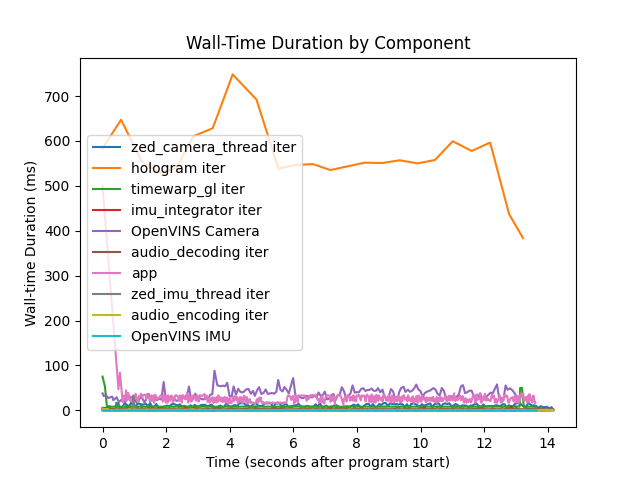 Wall-Time Duration by Component
Wall-time Duration (ms)
700
600
500
400
300
200
100
0
zed_camera_thread iter
hologram iter
timewarp_gl iter
imu_integrator iter
OpenVINS Camera
audio_decoding iter
app
zed_imu_thread iter
audio_encoding iter
OpenVINS IMU
0 2 4 6 8 10 12 14
Time (seconds after program start)